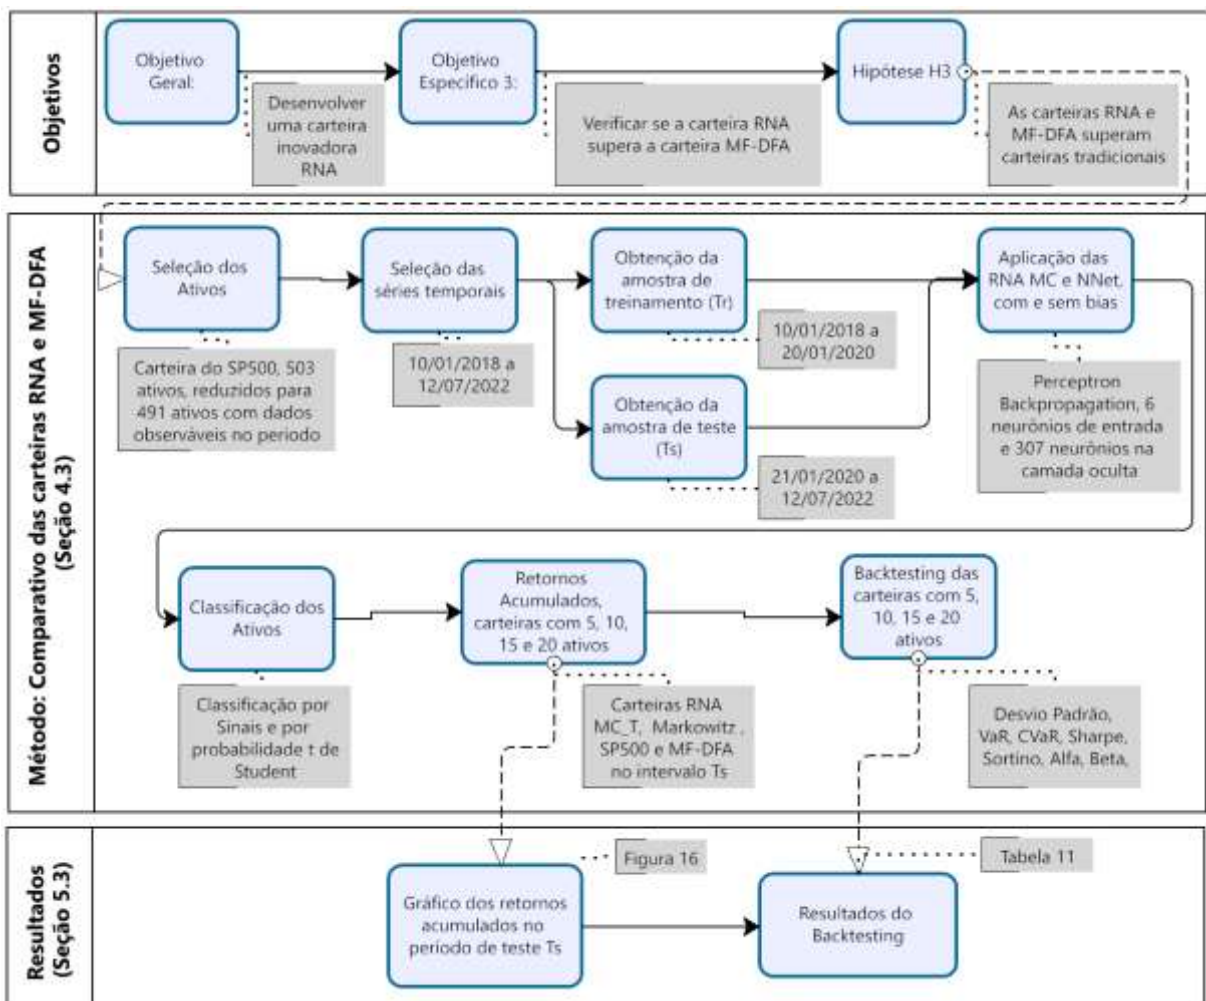 Objetivos
Objetivo
Geral:
Desenvolver
uma carteira
inovadora
RNA
Objetivo
Específico 3:
Verificar se a carteira RNA
supera a carteira MF-DFA
Hipótese H3
As carteiras RNA e
MF-DFA superam
carteiras tradicionais
Método: Comparativo das carteiras RNA e MF-DFA
(Seção 4.3)
Seleção dos
Ativos
Carteira do SP500, 503
ativos, reduzidos para
491 ativos com dados
observáveis no periodo
Seleção das
séries temporais
10/01/2018 a
12/07/2022
Obtenção da
amostra de
treinamento (Tr)
10/01/2018 a
20/01/2020
Obtenção da
amostra de teste
(Ts)
21/01/2020 a
12/07/2022
Aplicação das
RNA MC e NNet,
com e sem bias
Perceptron
Backpropagation, 6
neurônios de entrada
e 307 neurônios na
camada oculta
Classificação dos
Ativos
Classificação por
Sinais e por
probabilidade t de
Student
Retornos
Acumulados,
carteiras com 5, 10,
15 e 20 ativos
Carteiras RNA
MC_T, Markowitz ,
SP500 e MF-DFA
no intervalo Ts
Backtesting das
carteiras com 5,
10, 15 e 20
ativos
Desvio Padrão,
VaR, CVaR, Sharpe,
Sortino, Alfa, Beta,
Resultados
(Seção 5.3)
Gráfico dos retornos
acumulados no
período de teste Ts
Figura 16
Resultados do
Backtesting
Tabela 11